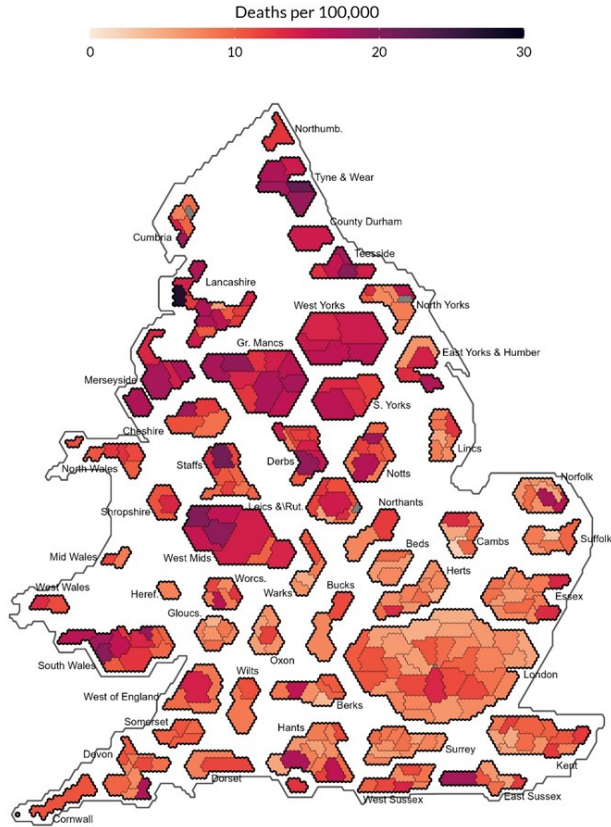 Deaths per 100,000
0 10 20 30
Northumb.
Tyne & Wear
County Durham
Cumbria
Teesside
Lancashire
West Yorks
North Yorks
Gr. Mancs
East Yorks & Humber
Merseyside
S. Yorks
Cheshire
Lincs
North Wales
Staffs
Derbs
Notts
Norfolk
Shropshire
Leics &\Rut.
Northants
Suffolk
Cambs
West Mids
Beds
Mid Wales
Herts
West Wales
Heref.
Worcs.
Warks
Bucks
Essex
Gloucs.
South Wales
Oxon
London
West of England
Wilts
Berks
Somerset
Hants
Surrey
Devon
Kent
Dorset
West Sussex
East Sussex
Cornwall